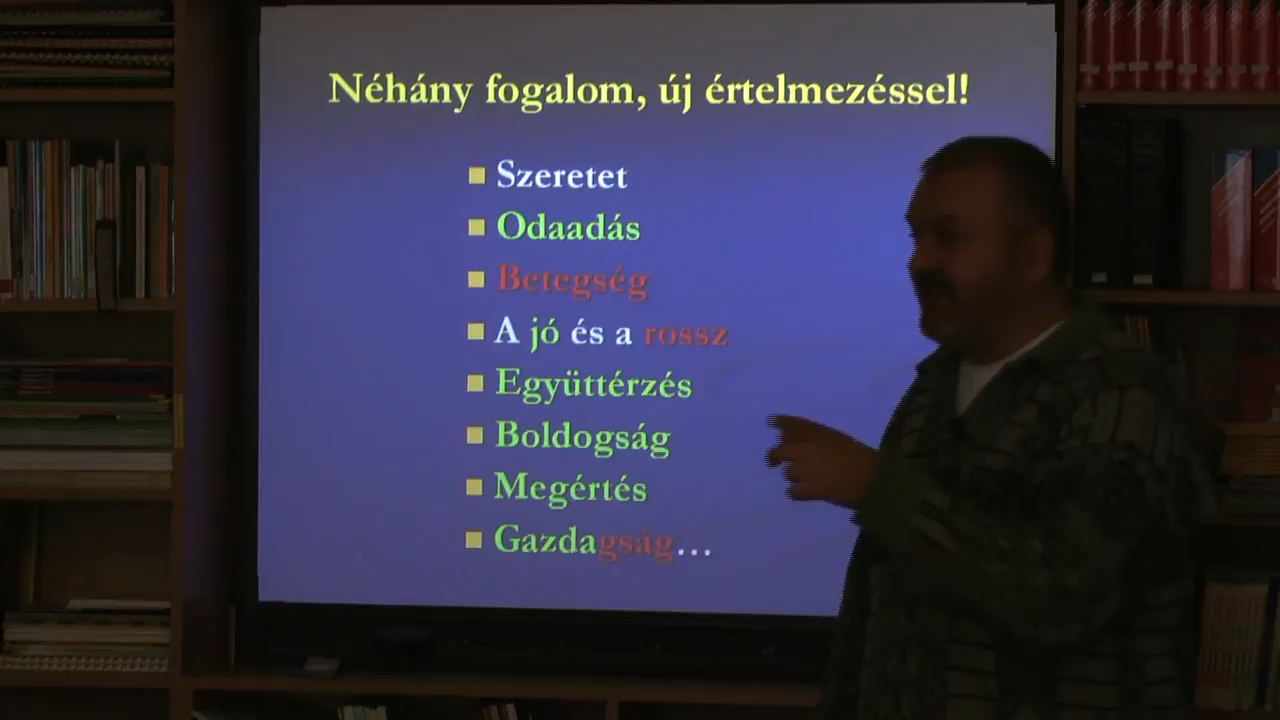 Néhány fogalom, új értelmezéssel!
Szeretet
Odaadás
Betegség
A jó és a rossz
Együttérzés
Boldogság
Megértés
Gazdagság…